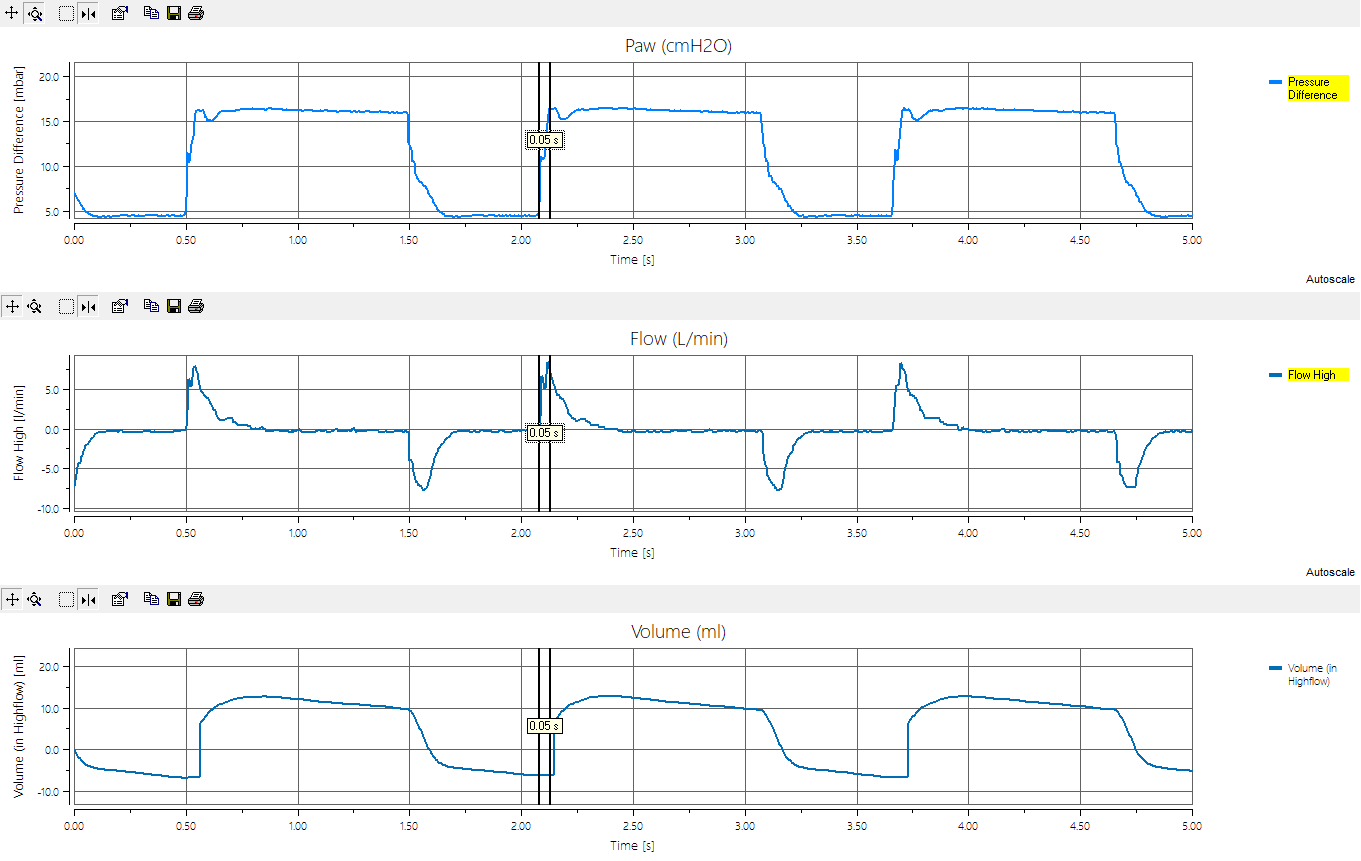 Paw (cmH2O)
Pressure Difference [mbar]
20.0
15.0
10.0
5.0
0.05 s
Pressure
Difference
0.00 0.50 1.00 1.50 2.00 2.50 3.00 3.50 4.00 4.50 5.00
Time [s]
Autoscale
Flow (L/min)
Flow High [l/min]
5.0
0.0
-5.0
-10.0
0.05 s
Flow High
0.00 0.50 1.00 1.50 2.00 2.50 3.00 3.50 4.00 4.50 5.00
Time [s]
Autoscale
Volume (ml)
Volume (in Highflow) [ml]
20.0
10.0
0.0
-10.0
0.05 s
Volume (in
Highflow)
0.00 0.50 1.00 1.50 2.00 2.50 3.00 3.50 4.00 4.50 5.00
Time [s]